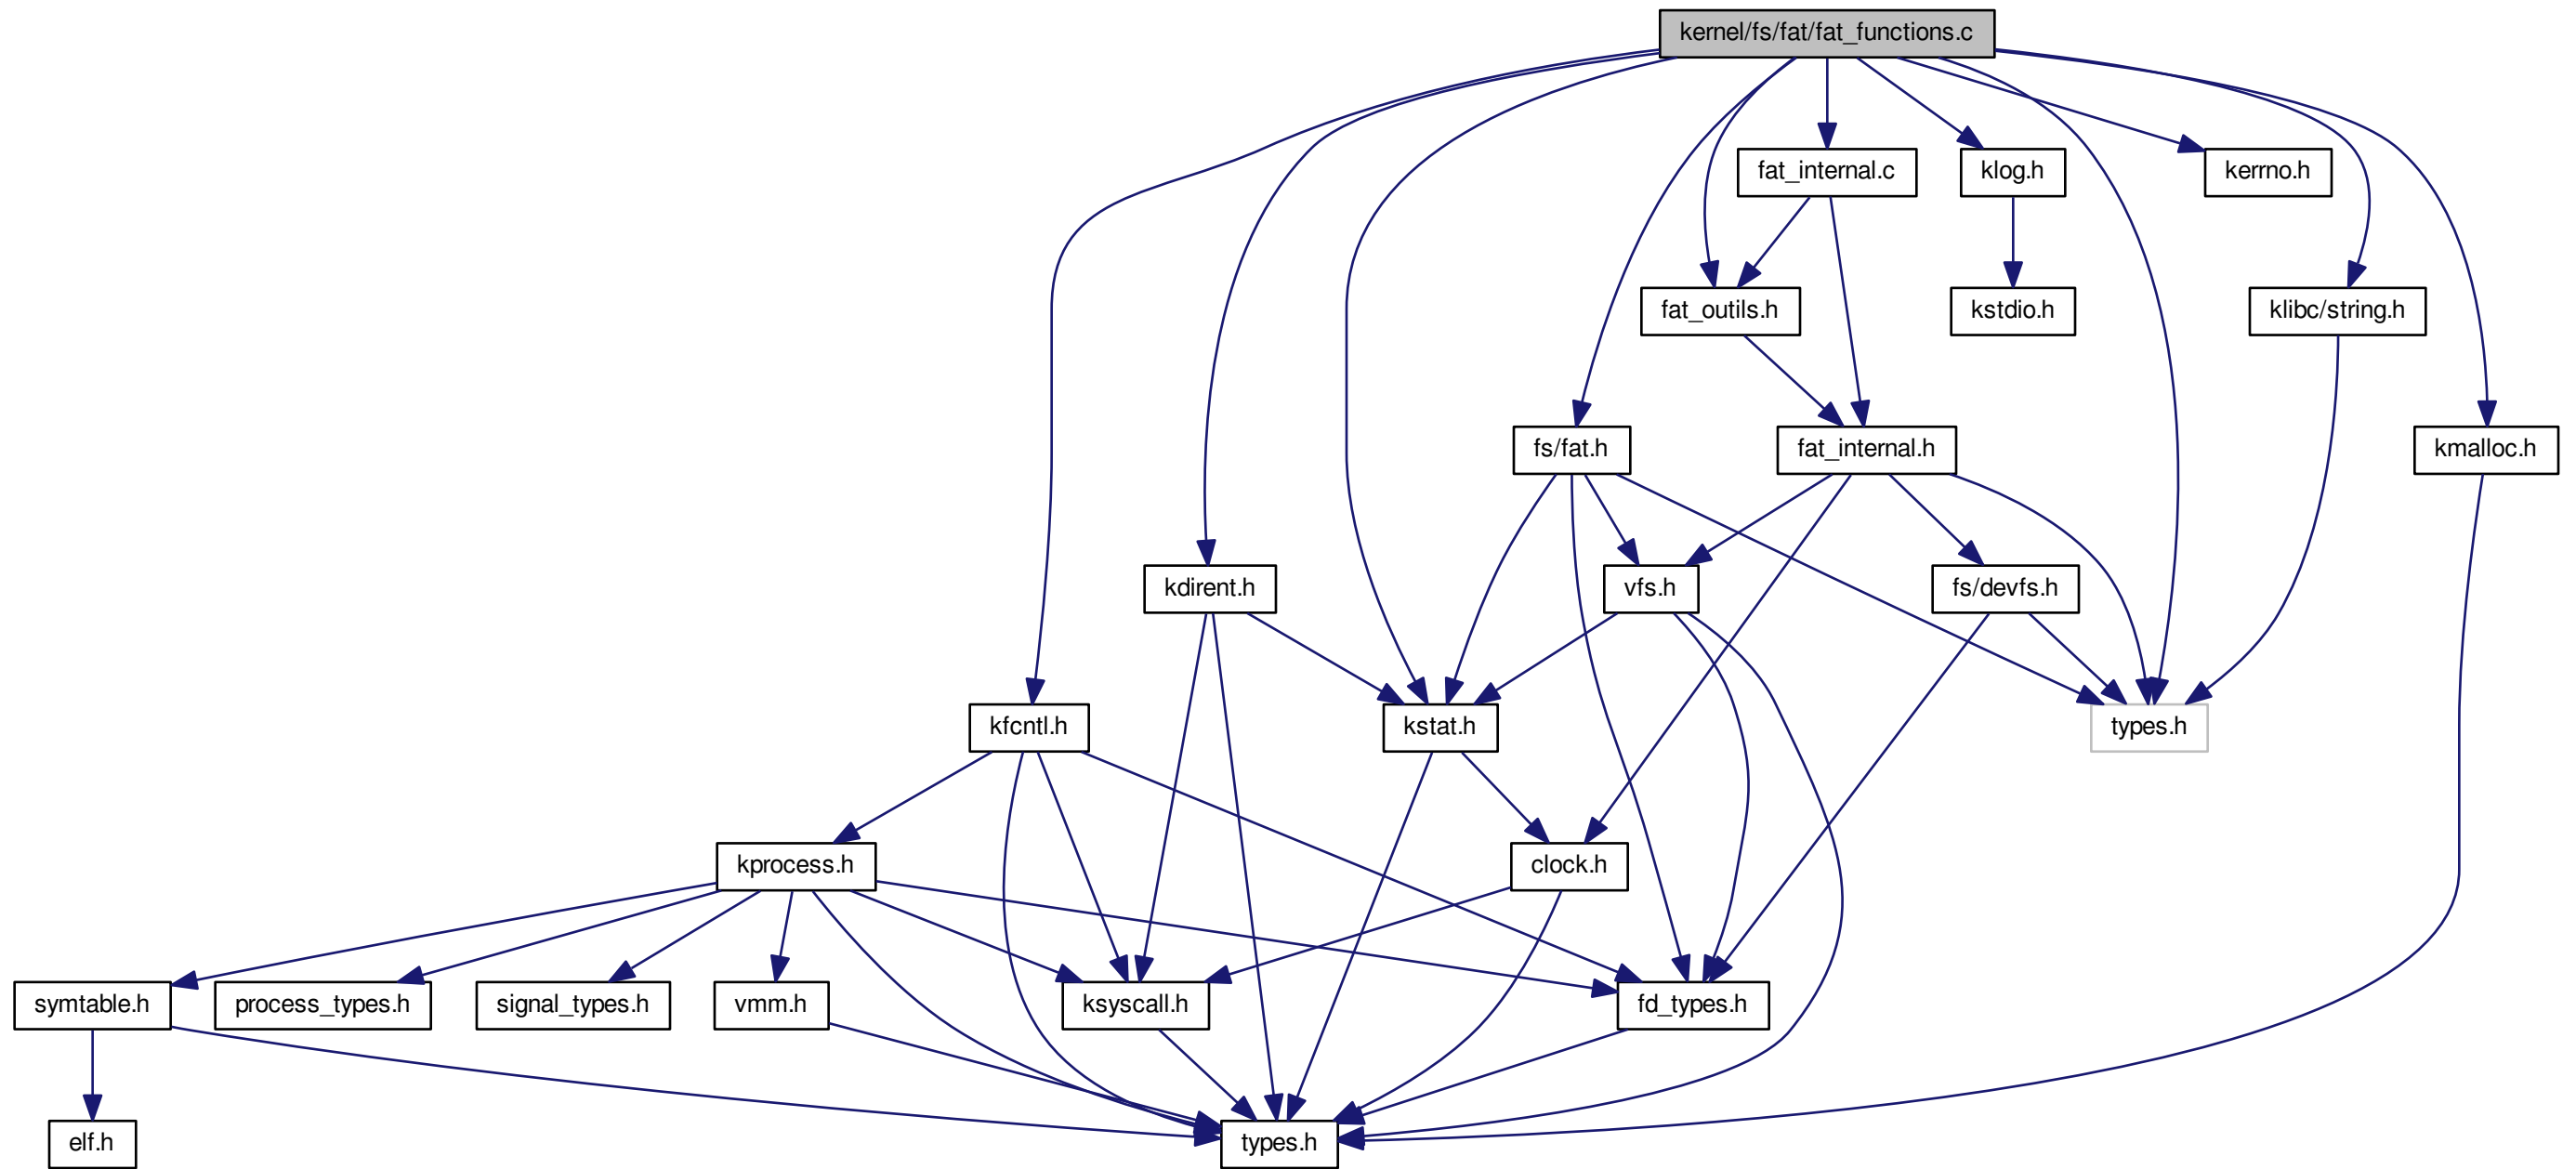 kernel/fs/fat/fat_functions.c
fat_internal.c
klog.h
kerrno.h
fat_outils.h
kstdio.h
klibc/string.h
fs/fat.h
fat_internal.h
kmalloc.h
kdirent.h
vfs.h
fs/devfs.h
kfcntl.h
kstat.h
types.h
kprocess.h
clock.h
symtable.h
process_types.h
signal_types.h
vmm.h
ksyscall.h
fd_types.h
elf.h
types.h